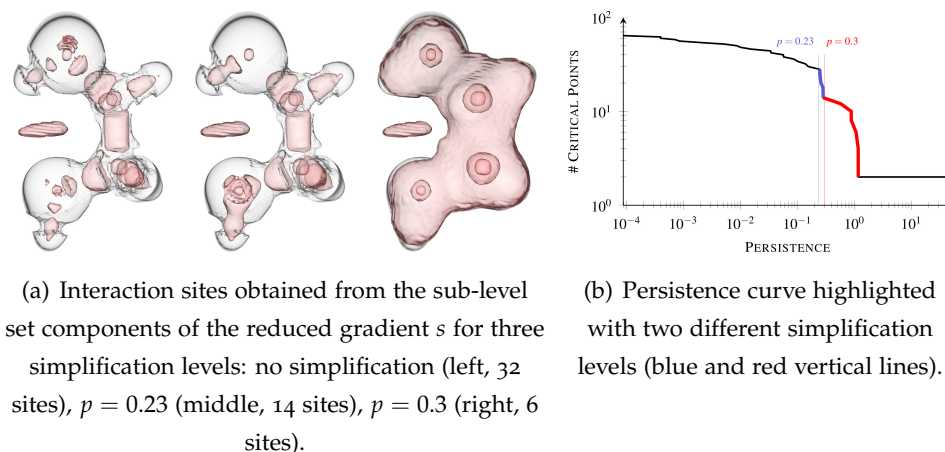 10²
p = 0.23
p = 0.3
# CRITICAL POINTS
10¹
10⁰
10⁻⁴ 10⁻³ 10⁻² 10⁻¹ 10⁰ 10¹
PERSISTENCE
(a) Interaction sites obtained from the sub-level
set components of the reduced gradient s for three
simplification levels: no simplification (left, 32
sites), p = 0.23 (middle, 14 sites), p = 0.3 (right, 6
sites).
(b) Persistence curve highlighted
with two different simplification
levels (blue and red vertical lines).